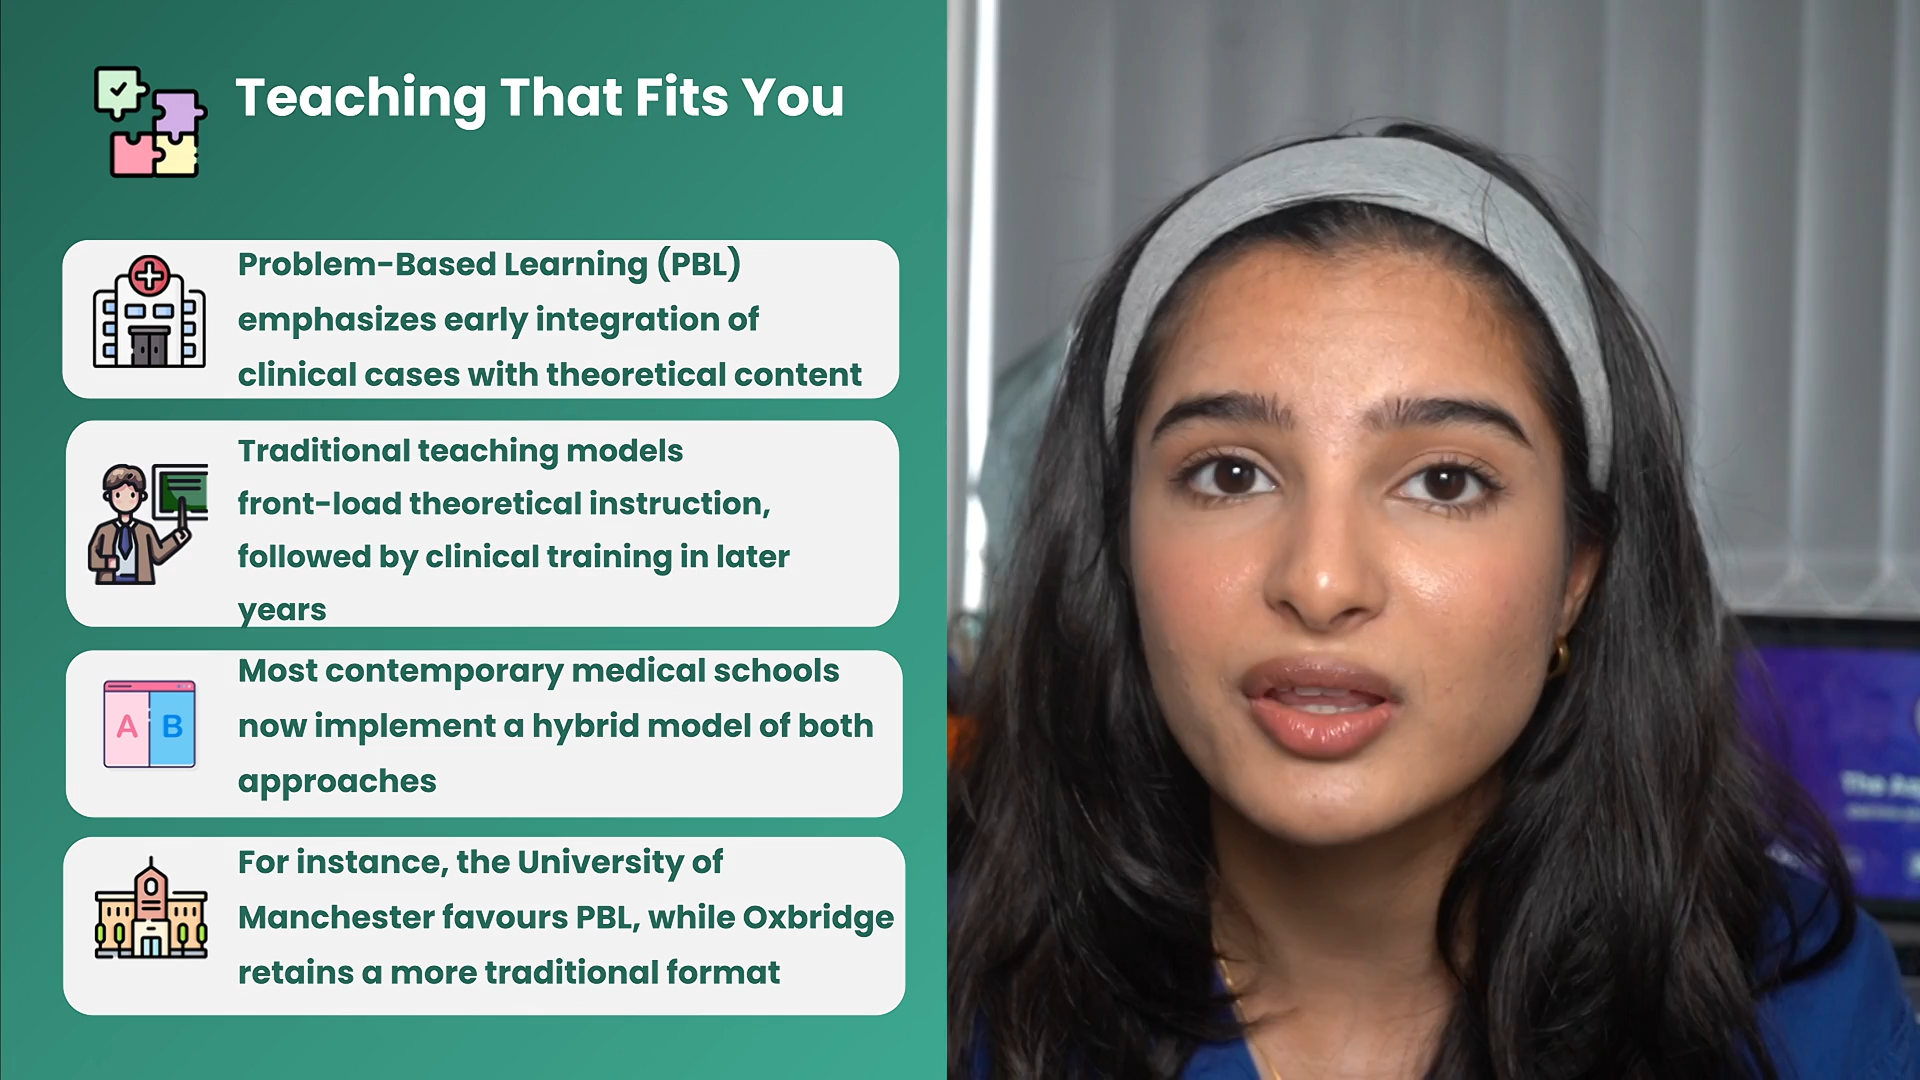 Teaching That Fits You
Problem-Based Learning (PBL)
emphasizes early integration of
clinical cases with theoretical content
Traditional teaching models
front-load theoretical instruction,
followed by clinical training in later
years
A B
Most contemporary medical schools
now implement a hybrid model of both
approaches
For instance, the University of
Manchester favours PBL, while Oxbridge
retains a more traditional format
The